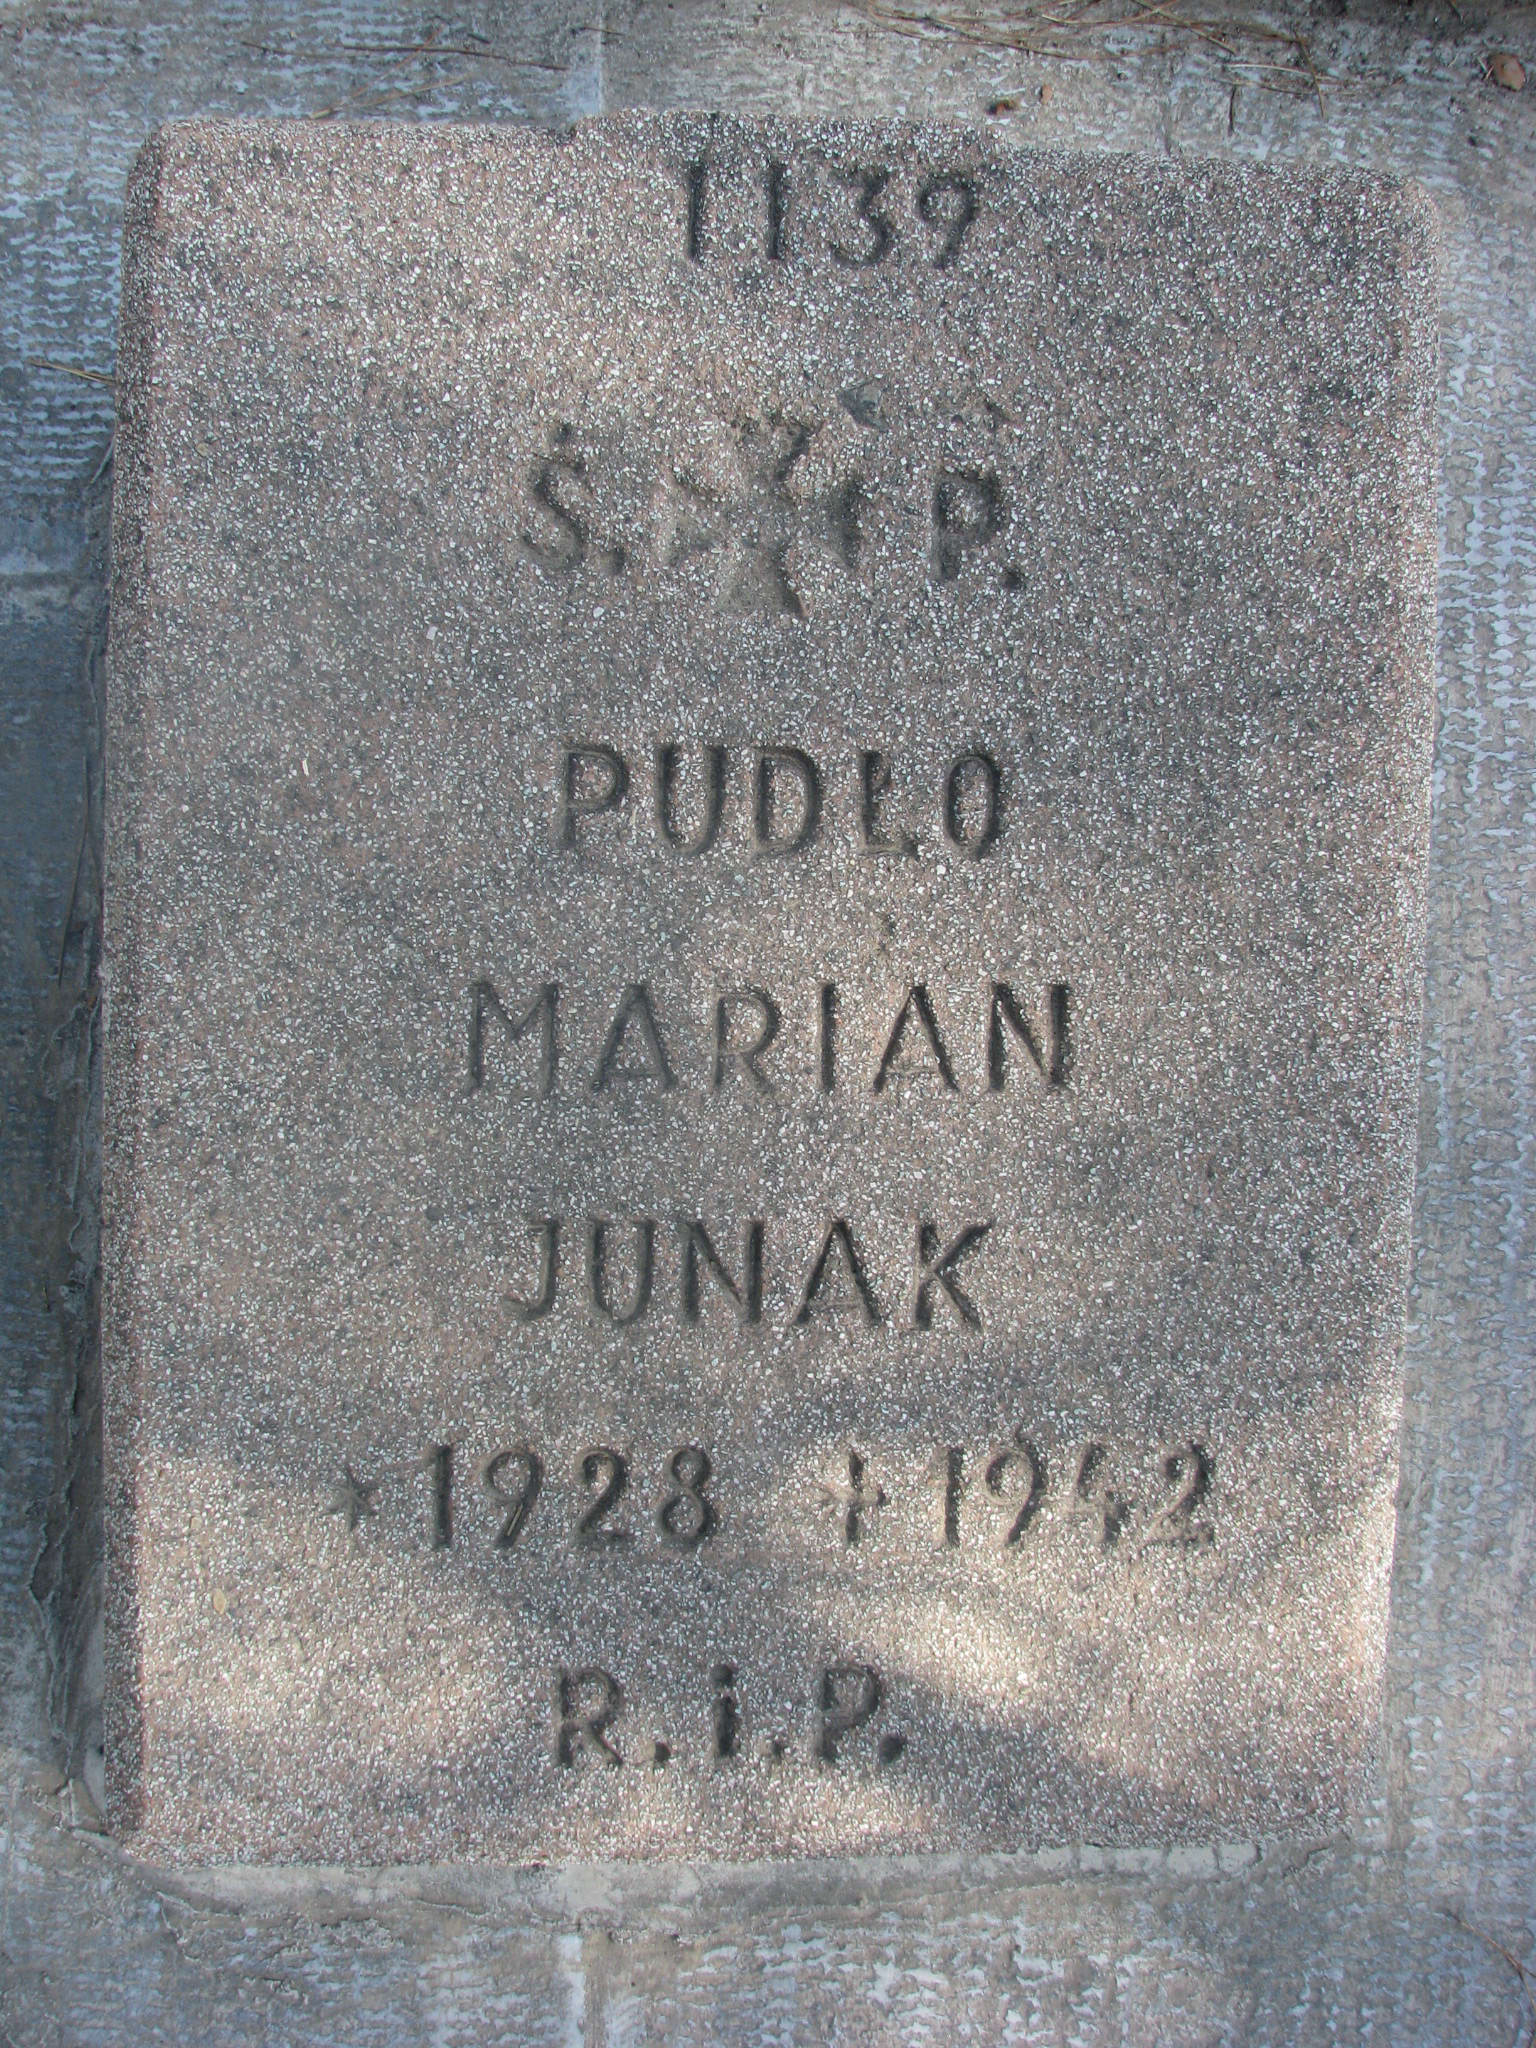 1139
Ś. P.
PUDŁO
MARIAN
JUNAK
* 1928 + 1942
R.i.P.